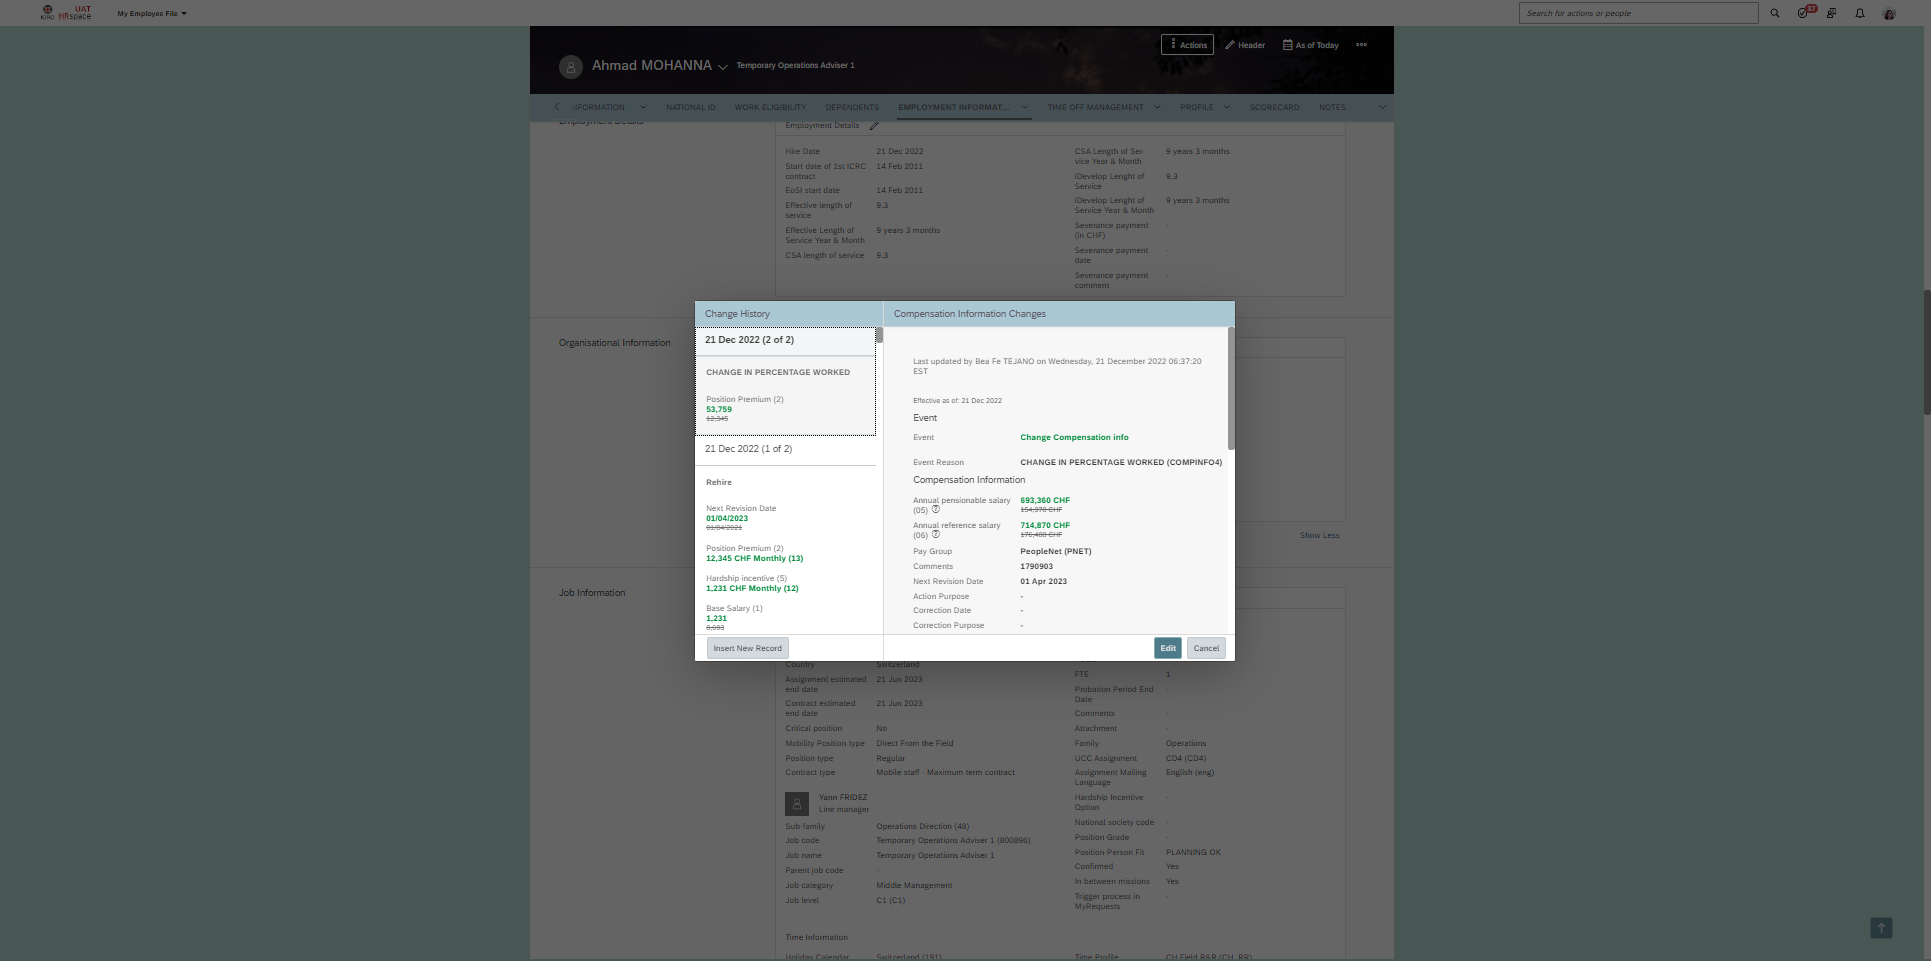 ICRC
UAT
HRspace
My Employee File
Search for actions or people
37
Actions
Header
As of Today
Ahmad MOHANNA
Temporary Operations Adviser 1
NFORMATION
NATIONAL ID
WORK ELIGIBILITY
DEPENDENTS
EMPLOYMENT INFORMAT...
TIME OFF MANAGEMENT
PROFILE
SCORECARD
NOTES
Employment Details
Employment Details
Hire Date
21 Dec 2022
Start date of 1st ICRC
contract
14 Feb 2011
EoSI start date
14 Feb 2011
Effective length of
service
9.3
Effective Length of
Service Year & Month
9 years 3 months
CSA length of service
9.3
CSA Length of Ser-
vice Year & Month
9 years 3 months
iDevelop Lenght of
Service
9.3
iDevelop Lenght of
Service Year & Month
9 years 3 months
Severance payment
(in CHF)
-
Severance payment
date
-
Severance payment
comment
-
Organisational Information
Show Less
Job Information
Change History
21 Dec 2022 (2 of 2)
CHANGE IN PERCENTAGE WORKED
Position Premium (2)
53,759
12,345
21 Dec 2022 (1 of 2)
Rehire
Next Revision Date
01/04/2023
01/04/2021
Position Premium (2)
12,345 CHF Monthly (13)
Hardship incentive (5)
1,231 CHF Monthly (12)
Base Salary (1)
1,231
8,693
Insert New Record
Compensation Information Changes
Last updated by Bea Fe TEJANO on Wednesday, 21 December 2022 06:37:20
EST
Effective as of: 21 Dec 2022
Event
Event
Change Compensation info
Event Reason
CHANGE IN PERCENTAGE WORKED (COMPINFO4)
Compensation Information
Annual pensionable salary
(05)
693,360 CHF
154,970 CHF
Annual reference salary
(06)
714,870 CHF
176,480 CHF
Pay Group
PeopleNet (PNET)
Comments
1790903
Next Revision Date
01 Apr 2023
Action Purpose
-
Correction Date
-
Correction Purpose
-
Edit
Cancel
Country
Switzerland
Assignment estimated
end date
21 Jun 2023
Contract estimated
end date
21 Jun 2023
Critical position
No
Mobility Position type
Direct From the Field
Position type
Regular
Contract type
Mobile staff - Maximum term contract
Yann FRIDEZ
Line manager
Sub-family
Operations Direction (48)
Job code
Temporary Operations Adviser 1 (800896)
Job name
Temporary Operations Adviser 1
Parent job code
-
Job category
Middle Management
Job level
C1 (C1)
FTE
1
Probation Period End
Date
-
Comments
-
Attachment
-
Family
Operations
UCC Assignment
CD4 (CD4)
Assignment Mailing
Language
English (eng)
Hardship Incentive
Option
-
National society code
-
Position Grade
-
Position-Person Fit
PLANNING OK
Confirmed
Yes
In between missions
Yes
Trigger process in
MyRequests
-
Time Information
Holiday Calendar
Switzerland (191)
Time Profile
CH Field R&R (CH_RR)